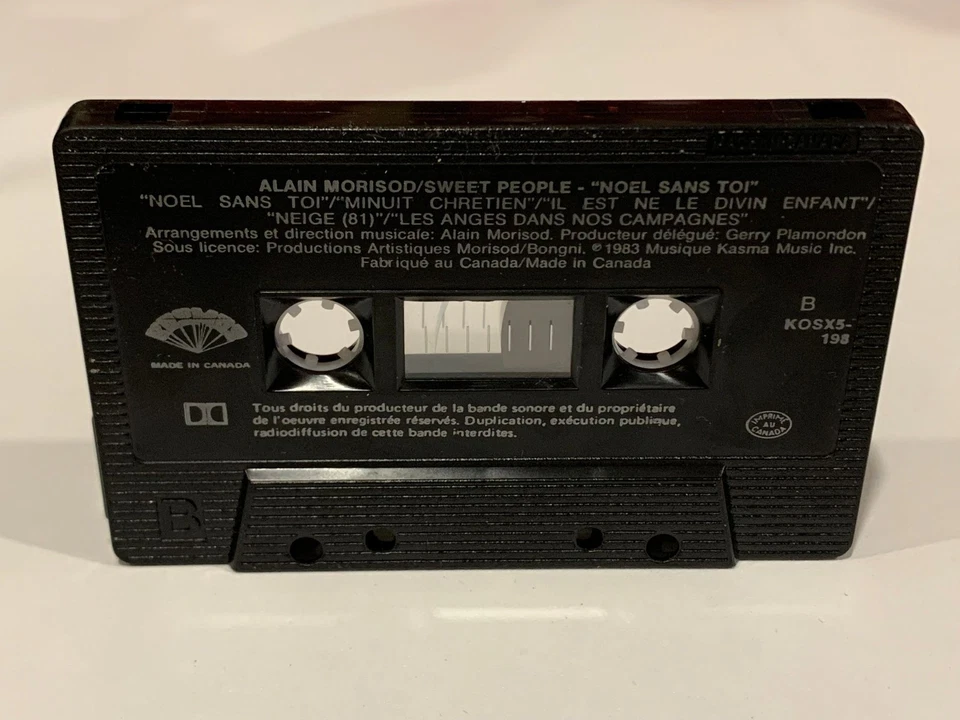 ALAIN MORISOD/SWEET PEOPLE - "NOEL SANS TOI"
"NOEL SANS TOI"/"MINUIT CHRETIEN"/"IL EST NE LE DIVIN ENFANT"/
"NEIGE (81)"/"LES ANGES DANS NOS CAMPAGNES"
Arrangements et direction musicale: Alain Morisod. Producteur délégué: Gerry Plamondon
Sous licence: Productions Artistiques Morisod/Bongni. ℗1983 Musique Kasma Music Inc.
Fabriqué au Canada/Made in Canada
B
KOSX5-
198
MADE IN CANADA
Tous droits du producteur de la bande sonore et du propriétaire
de l'oeuvre enregistrée réservés. Duplication, exécution publique,
radiodiffusion de cette bande interdites.
IMPRIMÉ
AU
CANADA
B